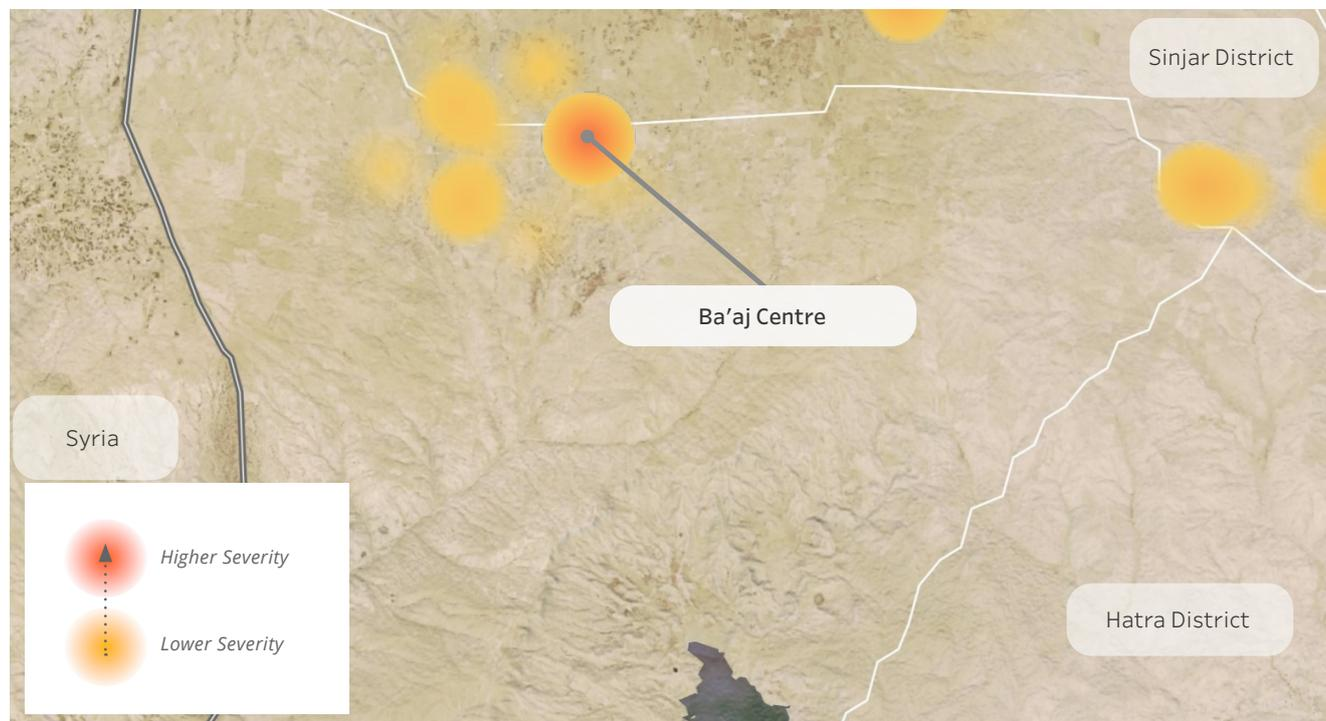 Sinjar District
Ba’aj Centre
Syria
Higher Severity
Lower Severity
Hatra District